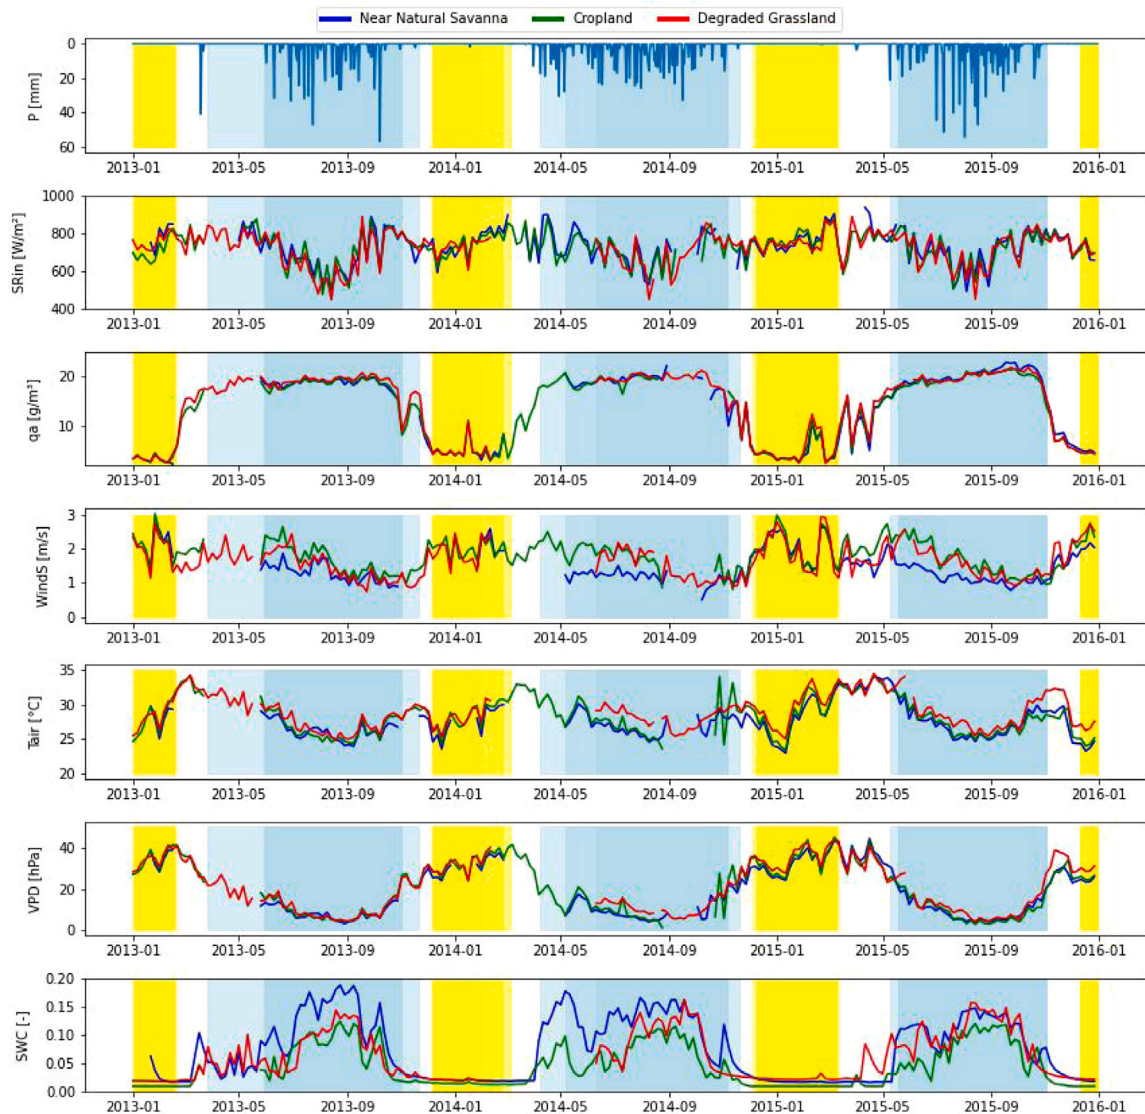 Near Natural Savanna Cropland Degraded Grassland
P [mm]
0
20
40
60
2013-01 2013-05 2013-09 2014-01 2014-05 2014-09 2015-01 2015-05 2015-09 2016-01
SRin [W/m²]
1000
800
600
400
2013-01 2013-05 2013-09 2014-01 2014-05 2014-09 2015-01 2015-05 2015-09 2016-01
qa [g/m³]
20
10
2013-01 2013-05 2013-09 2014-01 2014-05 2014-09 2015-01 2015-05 2015-09 2016-01
WindS [m/s]
3
2
1
0
2013-01 2013-05 2013-09 2014-01 2014-05 2014-09 2015-01 2015-05 2015-09 2016-01
Tair [°C]
35
30
25
20
2013-01 2013-05 2013-09 2014-01 2014-05 2014-09 2015-01 2015-05 2015-09 2016-01
VPD [hPa]
40
20
0
2013-01 2013-05 2013-09 2014-01 2014-05 2014-09 2015-01 2015-05 2015-09 2016-01
SWC [-]
0.20
0.15
0.10
0.05
0.00
2013-01 2013-05 2013-09 2014-01 2014-05 2014-09 2015-01 2015-05 2015-09 2016-01